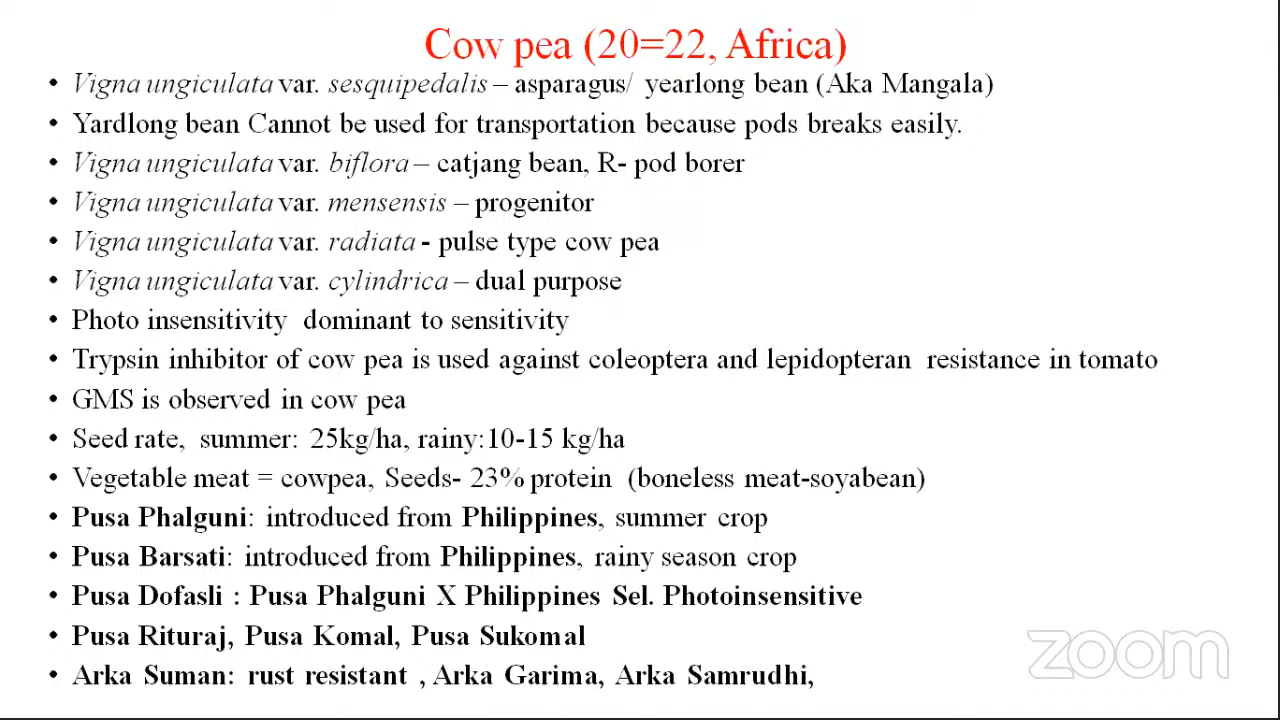 Cow pea (20=22, Africa)
• Vigna ungiculata var. sesquipedalis – asparagus/ yearlong bean (Aka Mangala)
• Yardlong bean Cannot be used for transportation because pods breaks easily.
• Vigna ungiculata var. biflora – catjang bean, R- pod borer
• Vigna ungiculata var. mensensis – progenitor
• Vigna ungiculata var. radiata - pulse type cow pea
• Vigna ungiculata var. cylindrica – dual purpose
• Photo insensitivity dominant to sensitivity
• Trypsin inhibitor of cow pea is used against coleoptera and lepidopteran resistance in tomato
• GMS is observed in cow pea
• Seed rate, summer: 25kg/ha, rainy:10-15 kg/ha
• Vegetable meat = cowpea, Seeds- 23% protein (boneless meat-soyabean)
• Pusa Phalguni: introduced from Philippines, summer crop
• Pusa Barsati: introduced from Philippines, rainy season crop
• Pusa Dofasli : Pusa Phalguni X Philippines Sel. Photoinsensitive
• Pusa Rituraj, Pusa Komal, Pusa Sukomal
• Arka Suman: rust resistant , Arka Garima, Arka Samrudhi,
zoom